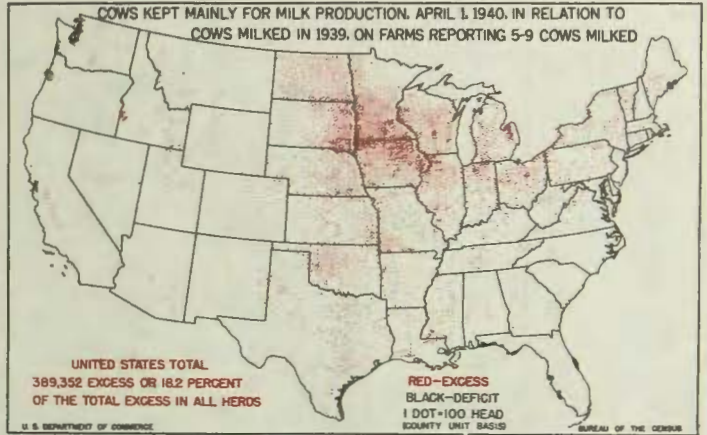 COWS KEPT MAINLY FOR MILK PRODUCTION, APRIL 1, 1940, IN RELATION TO
COWS MILKED IN 1939, ON FARMS REPORTING 5-9 COWS MILKED
UNITED STATES TOTAL
389,352 EXCESS OR 18.2 PERCENT
OF THE TOTAL EXCESS IN ALL HERDS
RED-EXCESS
BLACK-DEFICIT
1 DOT=100 HEAD
(COUNTY UNIT BASIS)
U. S. DEPARTMENT OF COMMERCE
BUREAU OF THE CENSUS